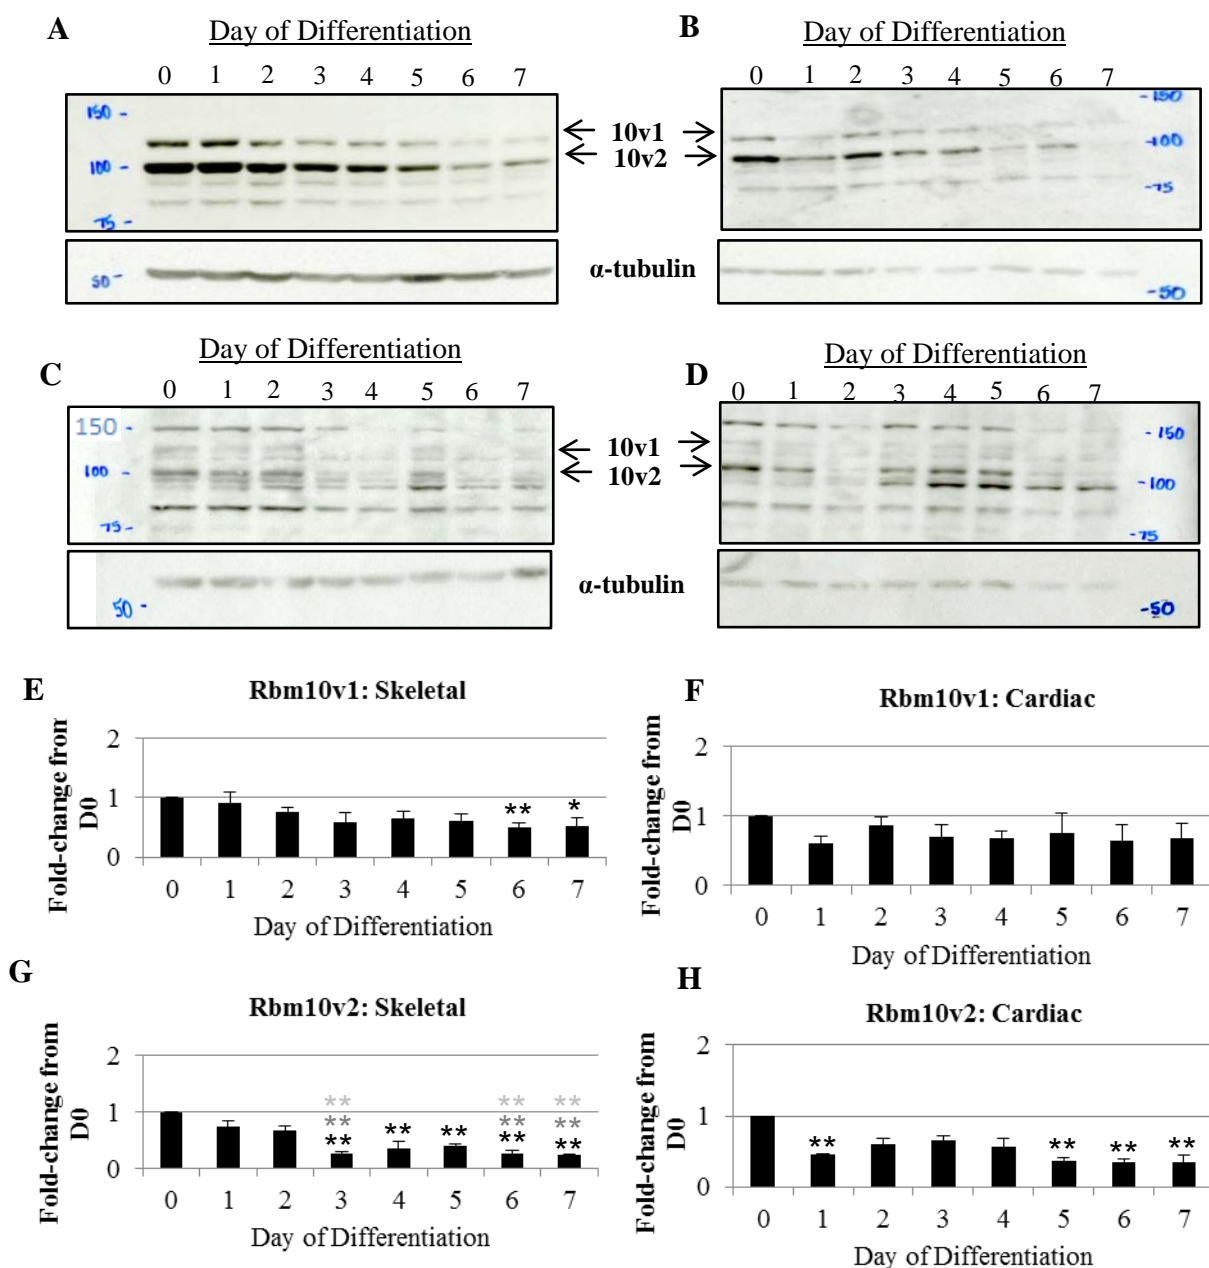 A
Day of Differentiation
0 1 2 3 4 5 6 7
150 -
100 -
75 -
50 -
10v1
10v2
α-tubulin
B
Day of Differentiation
0 1 2 3 4 5 6 7
-150
-100
-75
-50
C
Day of Differentiation
0 1 2 3 4 5 6 7
150 -
100 -
75 -
50 -
10v1
10v2
α-tubulin
D
Day of Differentiation
0 1 2 3 4 5 6 7
- 150
- 100
- 75
-50
E
Rbm10v1: Skeletal
Fold-change from
D0
2
1
0
** *
0 1 2 3 4 5 6 7
Day of Differentiation
F
Rbm10v1: Cardiac
Fold-change from
D0
2
1
0
0 1 2 3 4 5 6 7
Day of Differentiation
G
Rbm10v2: Skeletal
Fold-change from
D0
2
1
0
** ** **
** ** **
** ** ** ** **
0 1 2 3 4 5 6 7
Day of Differentiation
H
Rbm10v2: Cardiac
Fold-change from
D0
2
1
0
** ** ** **
0 1 2 3 4 5 6 7
Day of Differentiation